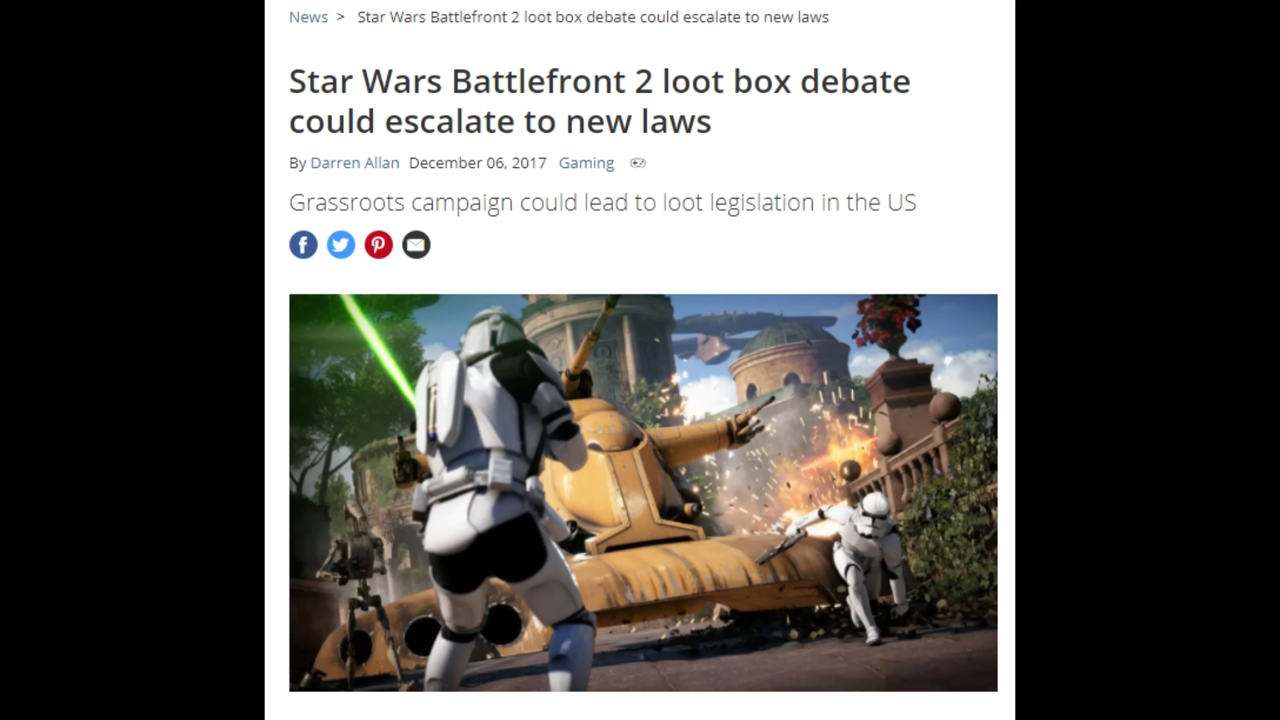 News > Star Wars Battlefront 2 loot box debate could escalate to new laws
Star Wars Battlefront 2 loot box debate
could escalate to new laws
By Darren Allan December 06, 2017 Gaming
Grassroots campaign could lead to loot legislation in the US